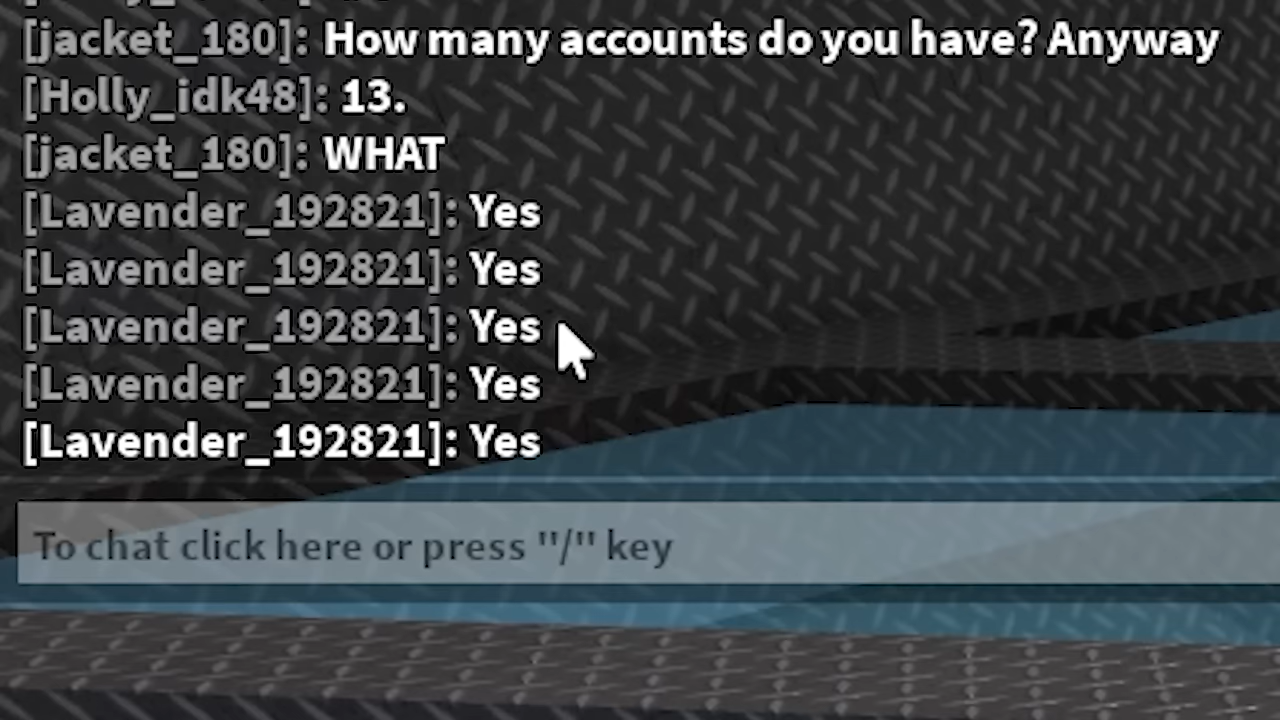 [jacket_180]: How many accounts do you have? Anyway
[Holly_idk48]: 13.
[jacket_180]: WHAT
[Lavender_192821]: Yes
[Lavender_192821]: Yes
[Lavender_192821]: Yes
[Lavender_192821]: Yes
[Lavender_192821]: Yes
To chat click here or press "/" key